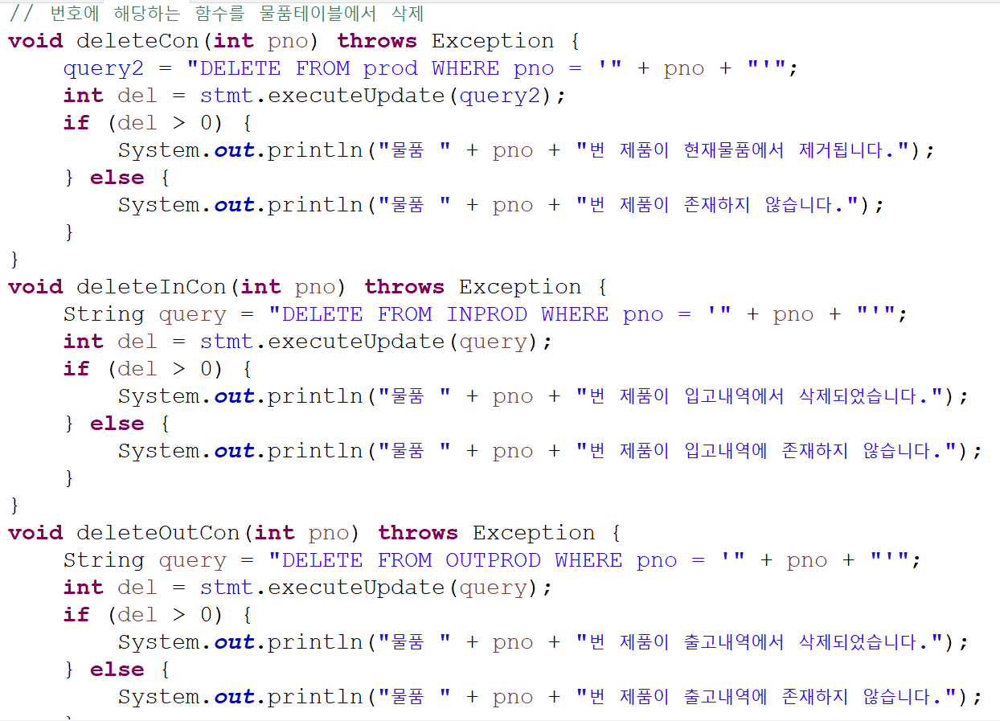 // 번호에 해당하는 함수를 물품테이블에서 삭제
void deleteCon(int pno) throws Exception {
    query2 = "DELETE FROM prod WHERE pno = '" + pno + "'";
    int del = stmt.executeUpdate(query2);
    if (del > 0) {
        System.out.println("물품 " + pno + "번 제품이 현재물품에서 제거됩니다.");
    } else {
        System.out.println("물품 " + pno + "번 제품이 존재하지 않습니다.");
    }
}
void deleteInCon(int pno) throws Exception {
    String query = "DELETE FROM INPROD WHERE pno = '" + pno + "'";
    int del = stmt.executeUpdate(query);
    if (del > 0) {
        System.out.println("물품 " + pno + "번 제품이 입고내역에서 삭제되었습니다.");
    } else {
        System.out.println("물품 " + pno + "번 제품이 입고내역에 존재하지 않습니다.");
    }
}
void deleteOutCon(int pno) throws Exception {
    String query = "DELETE FROM OUTPROD WHERE pno = '" + pno + "'";
    int del = stmt.executeUpdate(query);
    if (del > 0) {
        System.out.println("물품 " + pno + "번 제품이 출고내역에서 삭제되었습니다.");
    } else {
        System.out.println("물품 " + pno + "번 제품이 출고내역에 존재하지 않습니다.");